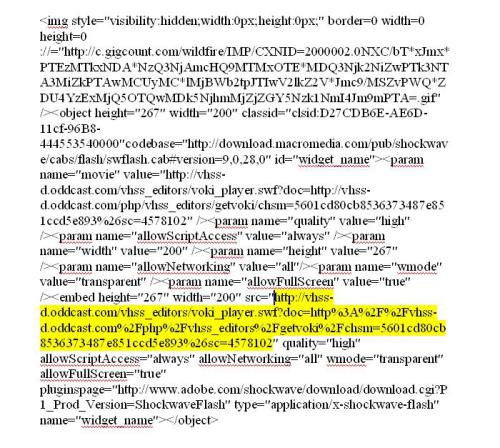 <img style="visibility:hidden;width:0px;height:0px;" border=0 width=0
height=0
://="http://c.gigcount.com/wildfire/IMP/CXNID=2000002.0NXC/bT*xJmx*
PTEzMTkxNDA*NzQ3NjAmcHQ9MTMxOTE*MDQ3Njk2NiZwPTk3NT
A3MiZkPTAwMCUyMC*lMjBWb2tpJTIwV2lkZ2V*Jmc9/MSZvPWQ*Z
DU4YzExMjQ5OTQwMDk5NjhmMjZjZGY5Nzk1NmI4Jm9mPTA=.gif"
/><object height="267" width="200" classid="clsid:D27CDB6E-AE6D-
11cf-96B8-
444553540000"codebase="http://download.macromedia.com/pub/shockwav
e/cabs/flash/swflash.cab#version=9,0,28,0" id="widget_name"><param
name="movie" value="http://vhss-
d.oddcast.com/vhss_editors/voki_player.swf?doc=http://vhss-
d.oddcast.com/php/vhss_editors/getvoki/chsm=5601cd80cb8536373487e85
1ccd5e893%26sc=4578102" /><param name="quality" value="high"
/><param name="allowScriptAccess" value="always" /><param
name="width" value="200" /><param name="height" value="267"
/><param name="allowNetworking" value="all"/><param name="wmode"
value="transparent" /><param name="allowFullScreen" value="true"
/><embed height="267" width="200" src="http://vhss-
d.oddcast.com/vhss_editors/voki_player.swf?doc=http%3A%2F%2Fvhss-
d.oddcast.com%2Fphp%2Fvhss_editors%2Fgetvoki%2Fchsm=5601cd80cb
8536373487e851ccd5e893%26sc=4578102" quality="high"
allowScriptAccess="always" allowNetworking="all" wmode="transparent"
allowFullScreen="true"
pluginspage="http://www.adobe.com/shockwave/download/download.cgi?P
1_Prod_Version=ShockwaveFlash" type="application/x-shockwave-flash"
name="widget_name"></object>